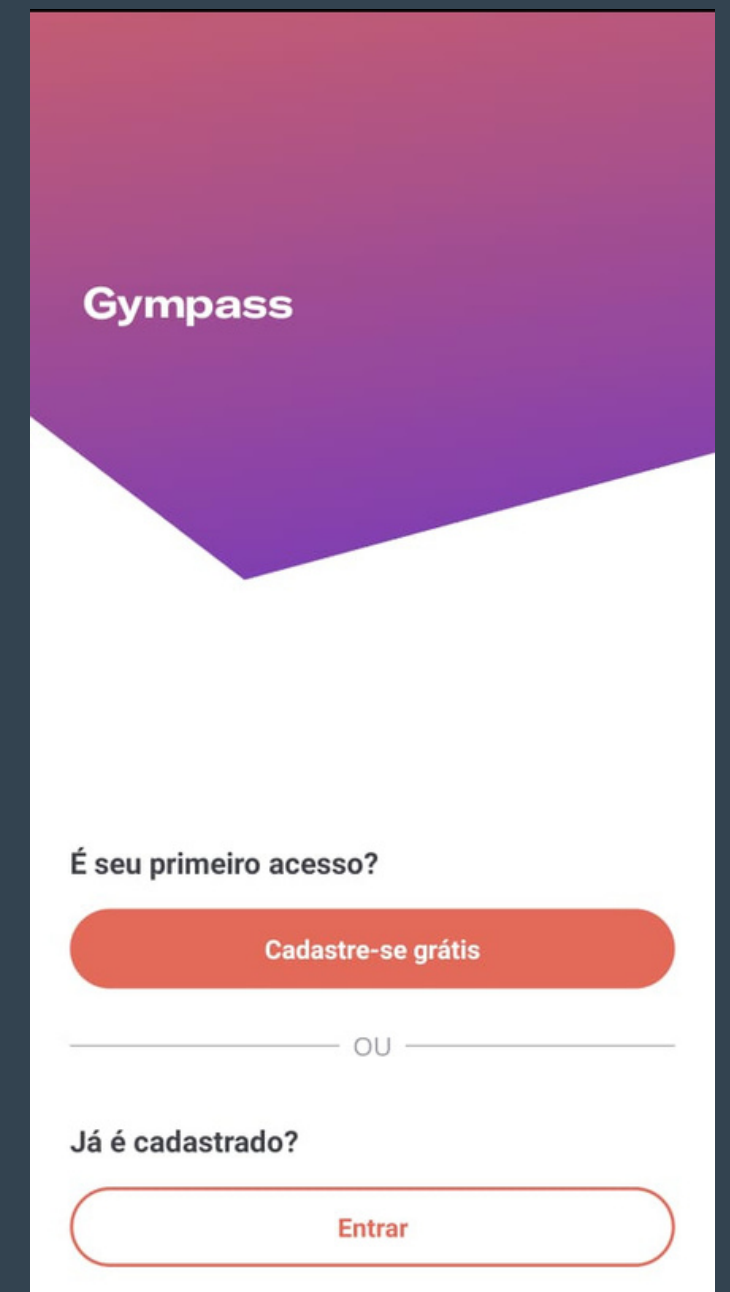 Gympass
É seu primeiro acesso?
Cadastre-se grátis
OU
Já é cadastrado?
Entrar